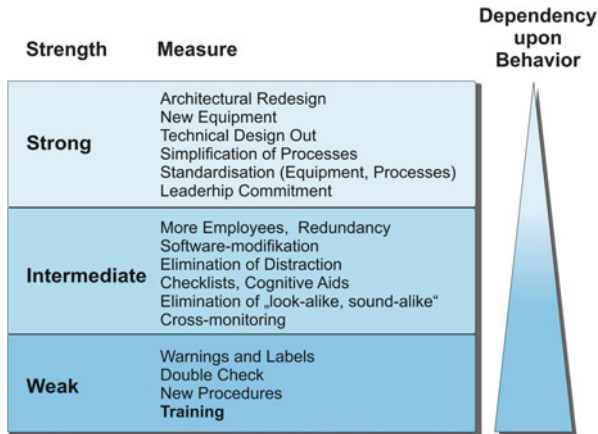 Strength
Measure
Dependency
upon
Behavior
Strong
Architectural Redesign
New Equipment
Technical Design Out
Simplification of Processes
Standardisation (Equipment, Processes)
Leaderhip Commitment
Intermediate
More Employees, Redundancy
Software-modifikation
Elimination of Distraction
Checklists, Cognitive Aids
Elimination of „look-alike, sound-alike“
Cross-monitoring
Weak
Warnings and Labels
Double Check
New Procedures
Training